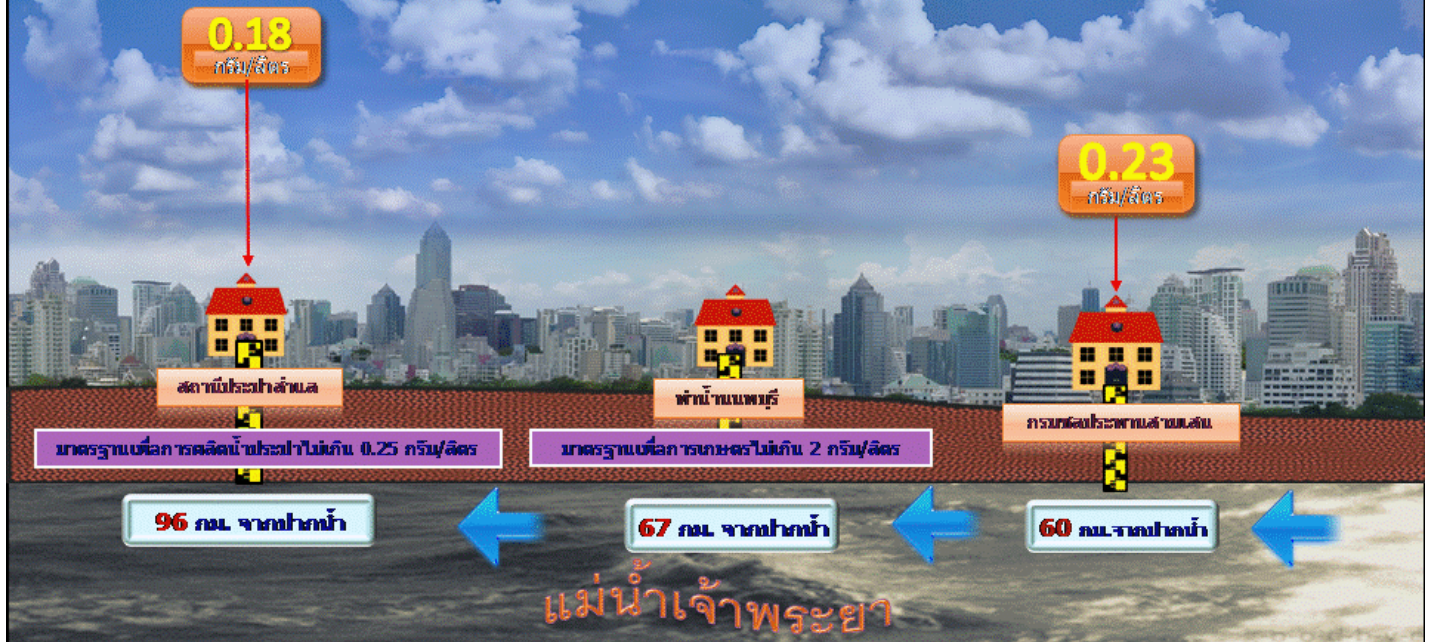 0.18
กรัม/ลิตร
0.23
กรัม/ลิตร
สถานีประปาสำแล
ท่าน้ำนนทบุรี
กรมชลประทานสามเสน
มาตรฐานเพื่อการผลิตน้ำประปาไม่เกิน 0.25 กรัม/ลิตร
มาตรฐานเพื่อการเกษตรไม่เกิน 2 กรัม/ลิตร
96 กม. จากปากน้ำ
67 กม. จากปากน้ำ
60 กม.จากปากน้ำ
แม่น้ำเจ้าพระยา